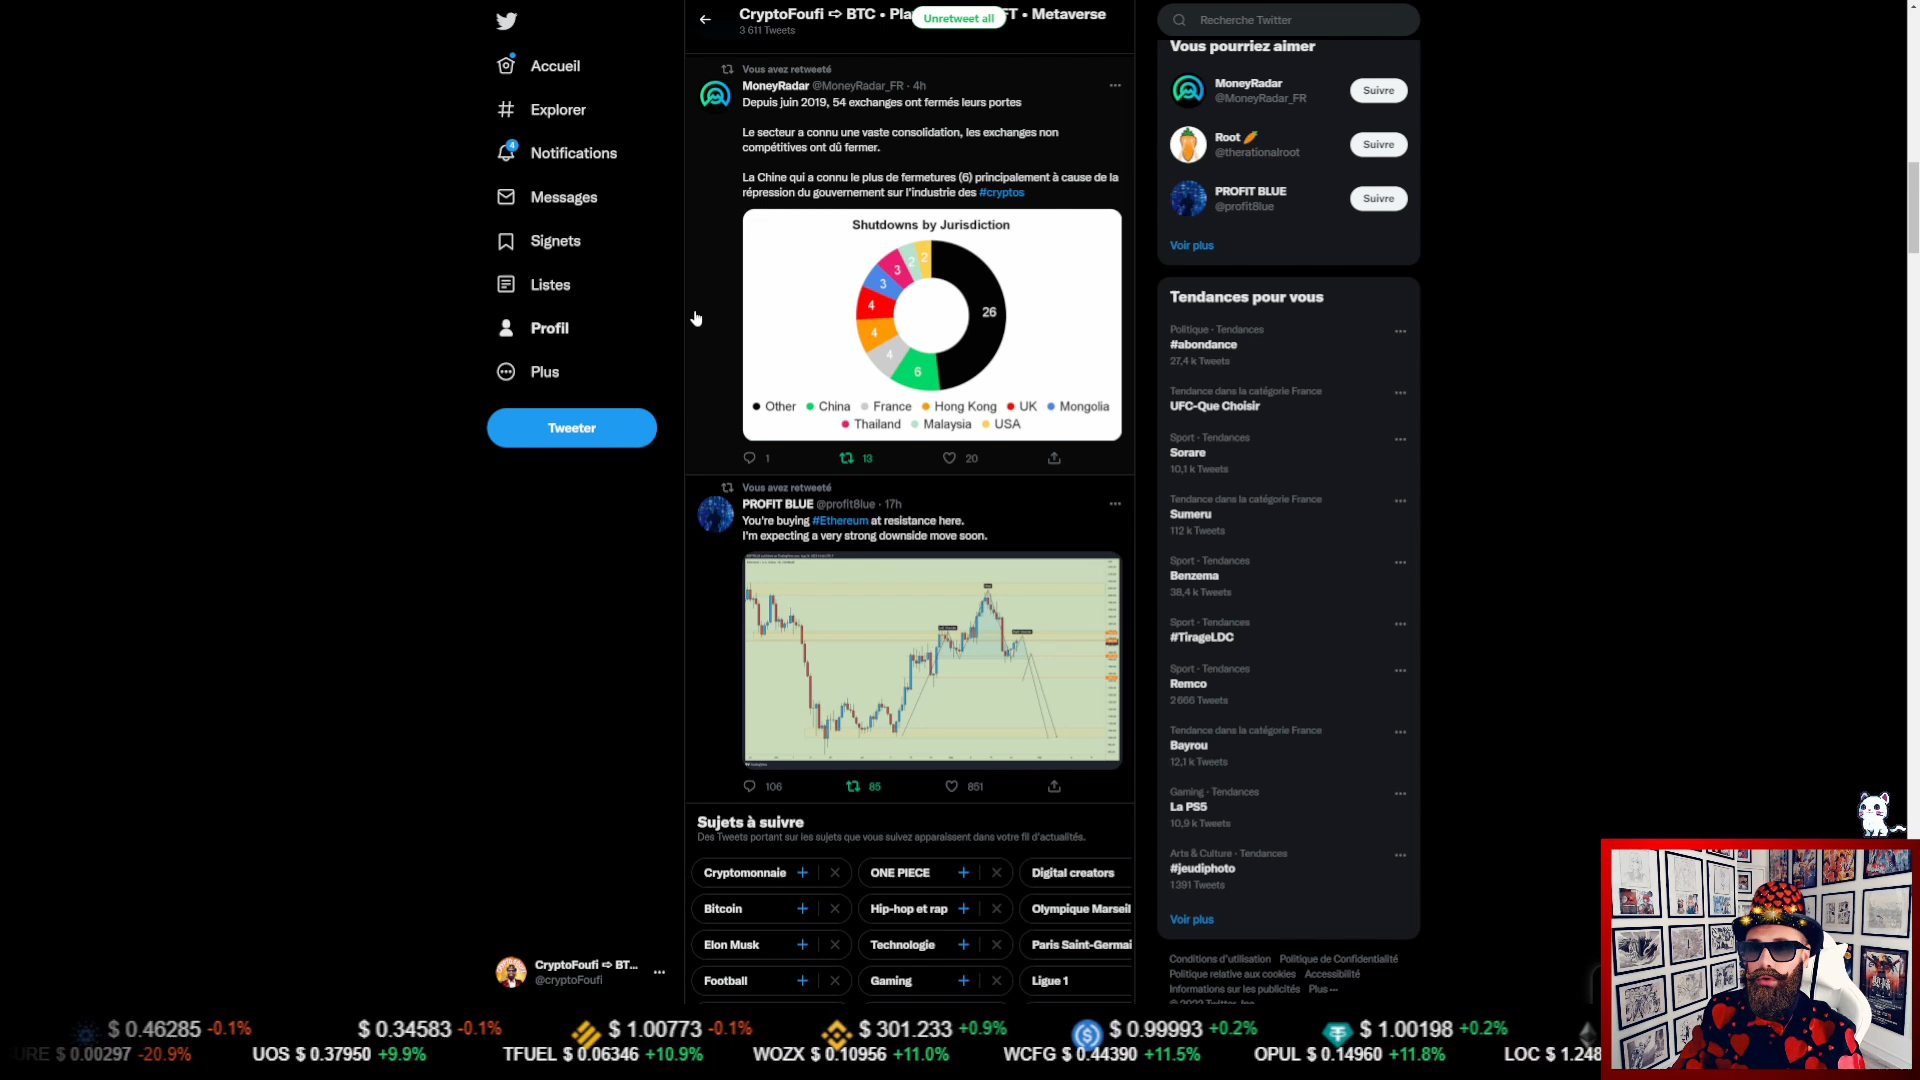 Accueil
Explorer
4
Notifications
Messages
Signets
Listes
Profil
Plus
Tweeter
CryptoFoufi ➪ BT...
@cryptoFoufi
CryptoFoufi ➪ BTC • Pla
Unretweet all
FT • Metaverse
3 611 Tweets
Vous avez retweeté
MoneyRadar @MoneyRadar_FR · 4h
Depuis juin 2019, 54 exchanges ont fermés leurs portes
Le secteur a connu une vaste consolidation, les exchanges non
compétitives ont dû fermer.
La Chine qui a connu le plus de fermetures (6) principalement à cause de la
répression du gouvernement sur l'industrie des #cryptos
Shutdowns by Jurisdiction
2
2
3
3
4
26
4
4
6
Other China France Hong Kong UK Mongolia
Thailand Malaysia USA
1 13 20
Vous avez retweeté
PROFIT BLUE @profit8lue · 17h
You're buying #Ethereum at resistance here.
I'm expecting a very strong downside move soon.
106 85 851
Sujets à suivre
Des Tweets portant sur les sujets que vous suivez apparaissent dans votre fil d'actualités.
Cryptomonnaie ONE PIECE Digital creators
Bitcoin Hip-hop et rap Olympique Marseil
Elon Musk Technologie Paris Saint-Germai
Football Gaming Ligue 1
Recherche Twitter
Vous pourriez aimer
MoneyRadar
@MoneyRadar_FR
Suivre
Root
@therationalroot
Suivre
PROFIT BLUE
@profit8lue
Suivre
Voir plus
Tendances pour vous
Politique · Tendances
#abondance
27,4 k Tweets
Tendance dans la catégorie France
UFC-Que Choisir
Sport · Tendances
Sorare
10,1 k Tweets
Tendance dans la catégorie France
Sumeru
112 k Tweets
Sport · Tendances
Benzema
38,4 k Tweets
Sport · Tendances
#TirageLDC
Sport · Tendances
Remco
2 666 Tweets
Tendance dans la catégorie France
Bayrou
12,1 k Tweets
Gaming · Tendances
La PS5
10,9 k Tweets
Arts & Culture · Tendances
#jeudiphoto
1 391 Tweets
Voir plus
Conditions d'utilisation Politique de Confidentialité
Politique relative aux cookies Accessibilité
Informations sur les publicités Plus ···
© 2022 Twitter, Inc.
$ 0.46285 -0.1% $ 0.34583 -0.1% $ 1.00773 -0.1% $ 301.233 +0.9% $ 0.99993 +0.2% $ 1.00198 +0.2%
URE $ 0.00297 -20.9% UOS $ 0.37950 +9.9% TFUEL $ 0.06346 +10.9% WOZX $ 0.10956 +11.0% WCFG $ 0.44390 +11.5% OPUL $ 0.14960 +11.8% LOC $ 1.248